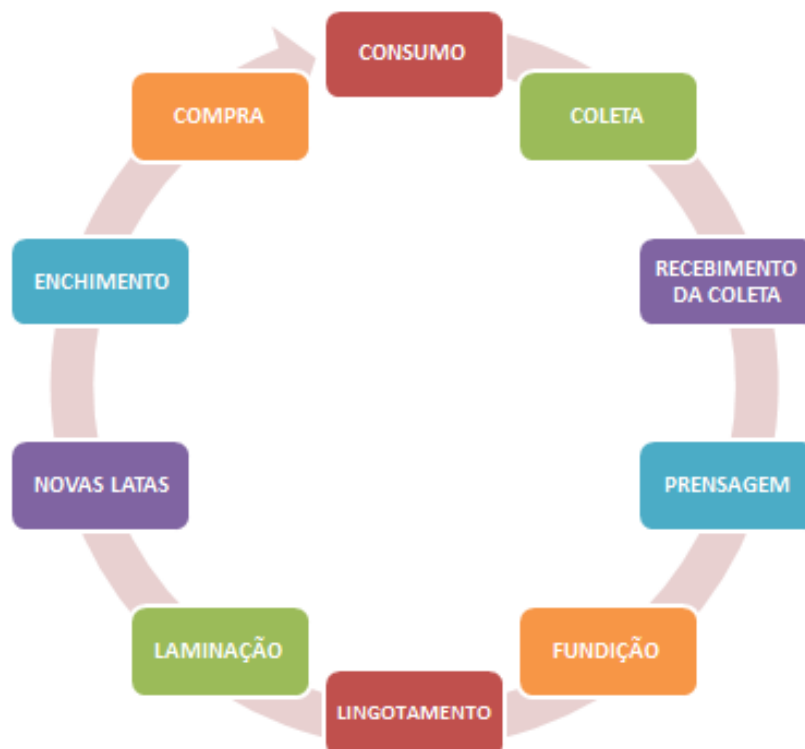 CONSUMO
COLETA
RECEBIMENTO
DA COLETA
PRENSAGEM
FUNDIÇÃO
LINGOTAMENTO
LAMINAÇÃO
NOVAS LATAS
ENCHIMENTO
COMPRA